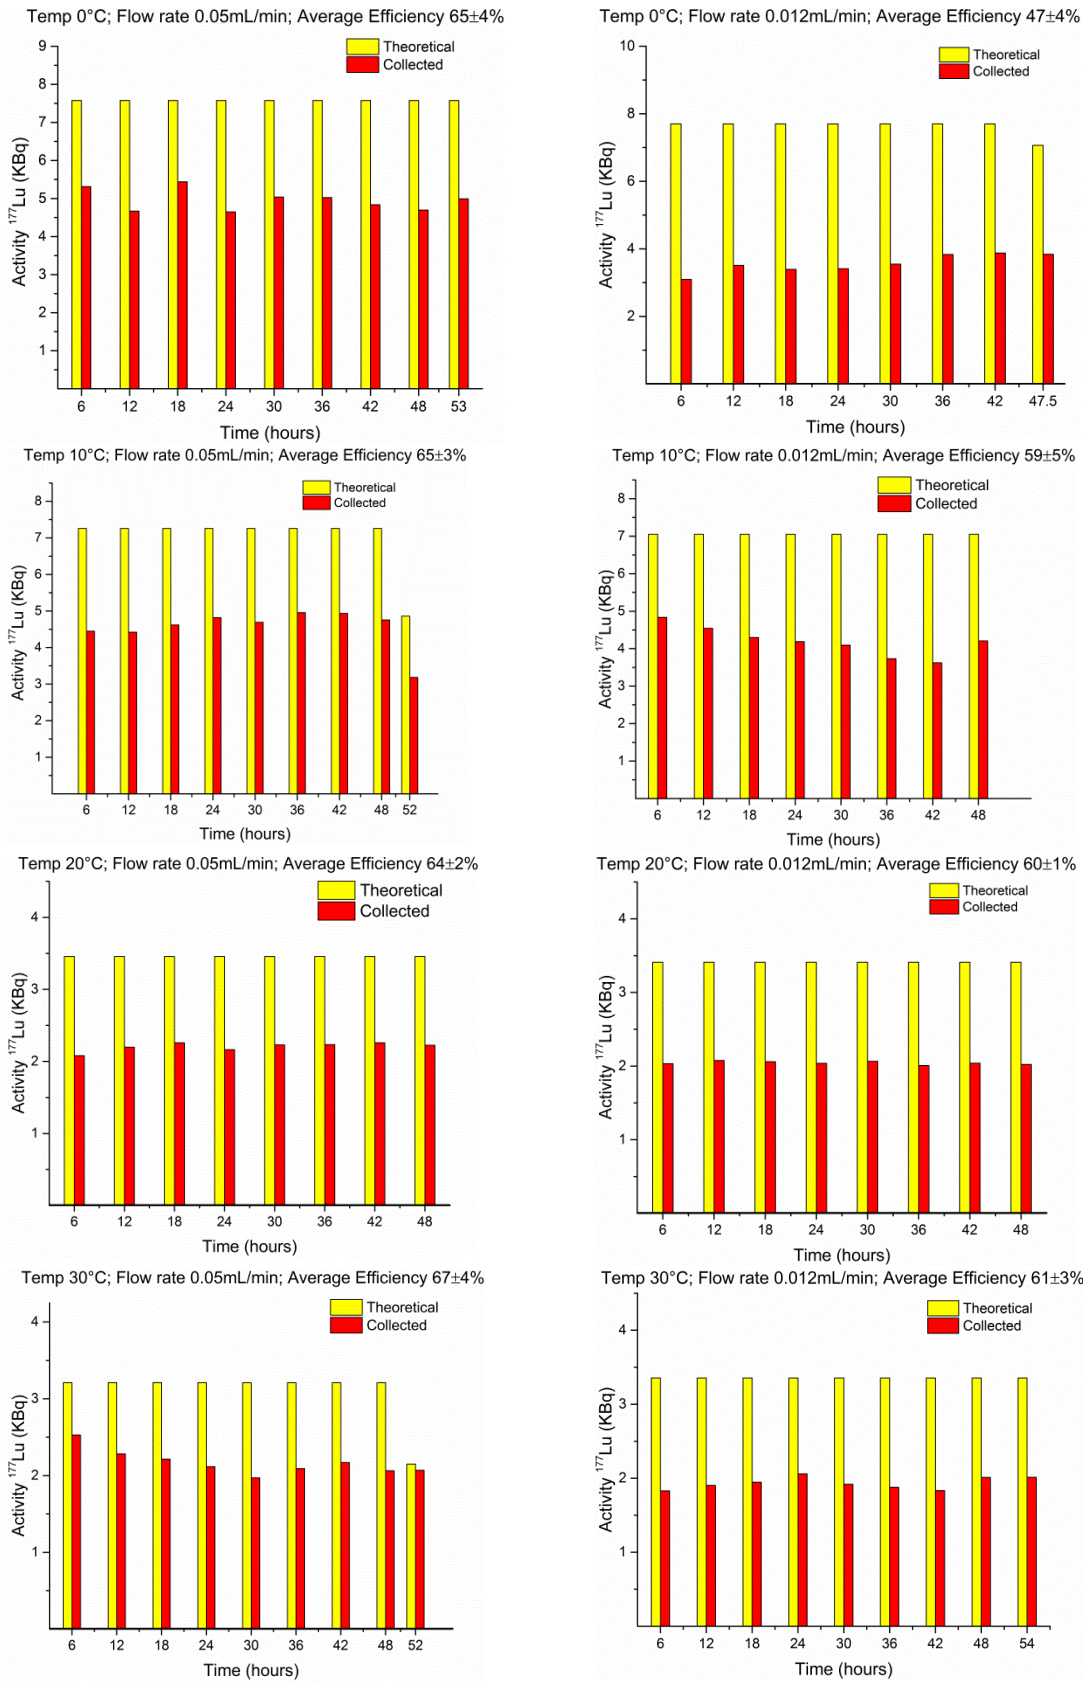 Temp 0°C; Flow rate 0.05mL/min; Average Efficiency 65±4%
Theoretical
Collected
9
8
7
6
5
4
3
2
1
Activity ¹⁷⁷Lu (KBq)
6 12 18 24 30 36 42 48 53
Time (hours)
Temp 0°C; Flow rate 0.012mL/min; Average Efficiency 47±4%
Theoretical
Collected
10
8
6
4
2
Activity ¹⁷⁷Lu (KBq)
6 12 18 24 30 36 42 47.5
Time (hours)
Temp 10°C; Flow rate 0.05mL/min; Average Efficiency 65±3%
Theoretical
Collected
8
7
6
5
4
3
2
1
Activity ¹⁷⁷Lu (KBq)
6 12 18 24 30 36 42 48 52
Time (hours)
Temp 10°C; Flow rate 0.012mL/min; Average Efficiency 59±5%
Theoretical
Collected
8
7
6
5
4
3
2
1
Activity ¹⁷⁷Lu (KBq)
6 12 18 24 30 36 42 48
Time (hours)
Temp 20°C; Flow rate 0.05mL/min; Average Efficiency 64±2%
Theoretical
Collected
4
3
2
1
Activity ¹⁷⁷Lu (KBq)
6 12 18 24 30 36 42 48
Time (hours)
Temp 20°C; Flow rate 0.012mL/min; Average Efficiency 60±1%
Theoretical
Collected
4
3
2
1
Activity ¹⁷⁷Lu (KBq)
6 12 18 24 30 36 42 48
Time (hours)
Temp 30°C; Flow rate 0.05mL/min; Average Efficiency 67±4%
Theoretical
Collected
4
3
2
1
Activity ¹⁷⁷Lu (KBq)
6 12 18 24 30 36 42 48 52
Time (hours)
Temp 30°C; Flow rate 0.012mL/min; Average Efficiency 61±3%
Theoretical
Collected
4
3
2
1
Activity ¹⁷⁷Lu (KBq)
6 12 18 24 30 36 42 48 54
Time (hours)